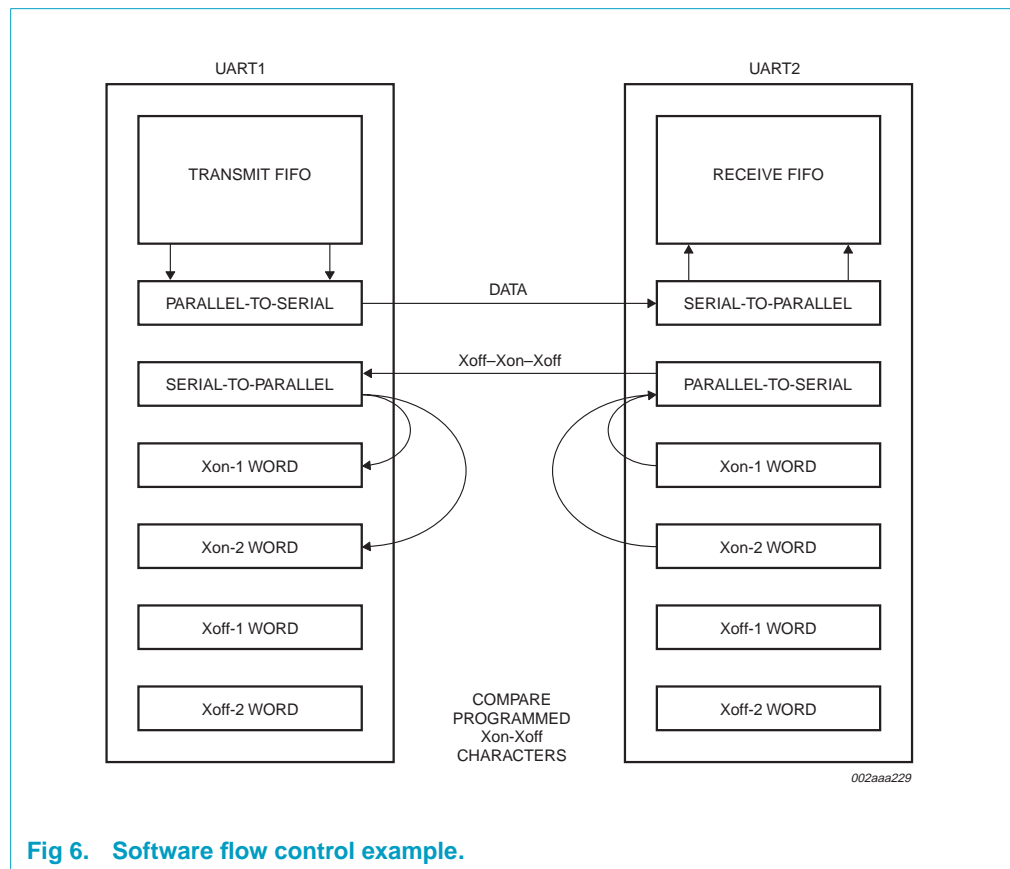 UART1
UART2
TRANSMIT FIFO
RECEIVE FIFO
PARALLEL-TO-SERIAL
DATA
SERIAL-TO-PARALLEL
SERIAL-TO-PARALLEL
Xoff–Xon–Xoff
PARALLEL-TO-SERIAL
Xon-1 WORD
Xon-1 WORD
Xon-2 WORD
Xon-2 WORD
Xoff-1 WORD
Xoff-1 WORD
Xoff-2 WORD
Xoff-2 WORD
COMPARE
PROGRAMMED
Xon-Xoff
CHARACTERS
002aaa229
Fig 6. Software flow control example.